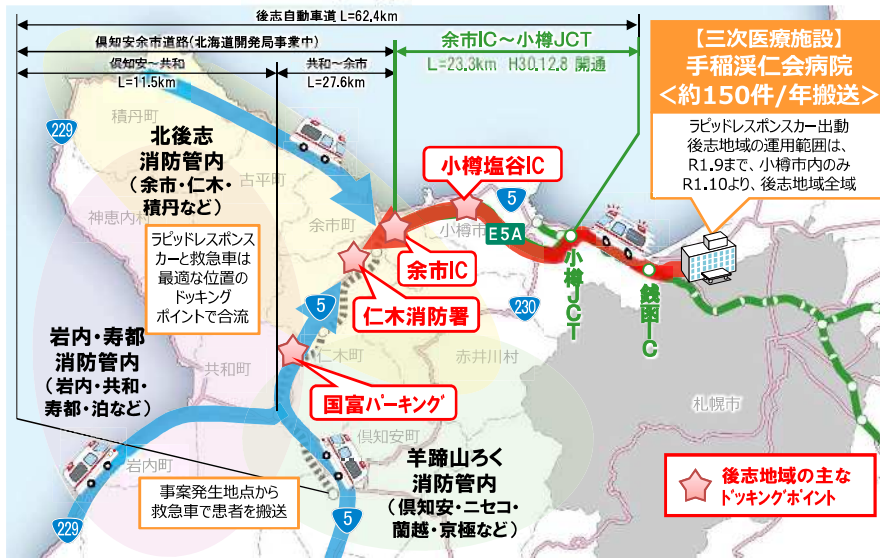 後志自動車道 L=62.4km
倶知安余市道路(北海道開発局事業中)
余市IC～小樽JCT
L=23.3km H30.12.8 開通
倶知安～共和
L=11.5km
共和～余市
L=27.6km
【三次医療施設】
手稲渓仁会病院
＜約150件/年搬送＞
ラピッドレスポンスカー出動
後志地域の運用範囲は、
R1.9まで、小樽市内のみ
R1.10より、後志地域全域
229
積丹町
北後志
消防管内
(余市・仁木・
積丹など)
古平町
神恵内村
余市町
小樽塩谷IC
5
小樽市
E5A
余市IC
小樽JCT
銭函IC
ラピッドレスポンス
カーと救急車は
最適な位置の
ドッキング
ポイントで合流
5
仁木消防署
230
岩内・寿都
消防管内
(岩内・共和・
寿都・泊など)
共和町
仁木町
赤井川村
国富パーキング
札幌市
倶知安町
岩内町
羊蹄山ろく
消防管内
(倶知安・ニセコ・
蘭越・京極など)
事案発生地点から
救急車で患者を搬送
229
5
後志地域の主な
ドッキングポイント